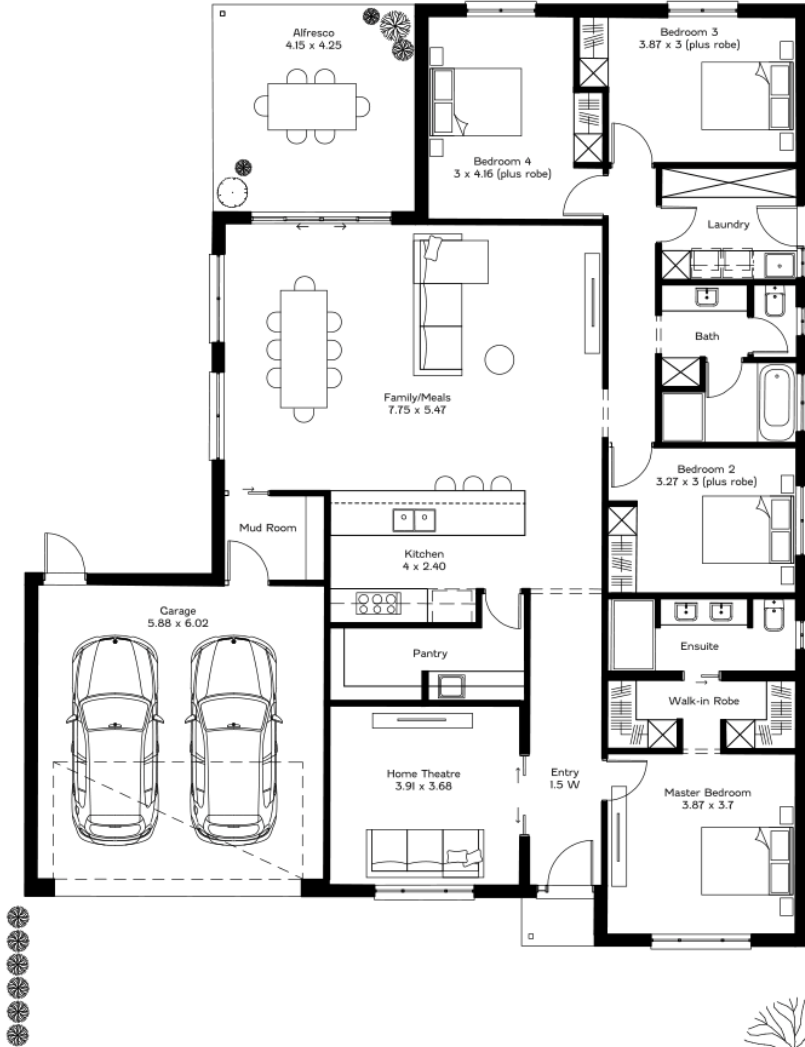 Alfresco
4.15 x 4.25
Bedroom 3
3.87 x 3 (plus robe)
Bedroom 4
3 x 4.16 (plus robe)
Laundry
Bath
Family/Meals
7.75 x 5.47
Bedroom 2
3.27 x 3 (plus robe)
Mud Room
Kitchen
4 x 2.40
Garage
5.88 x 6.02
Ensuite
Pantry
Walk-in Robe
Home Theatre
3.91 x 3.68
Entry
1.5 W
Master Bedroom
3.87 x 3.7